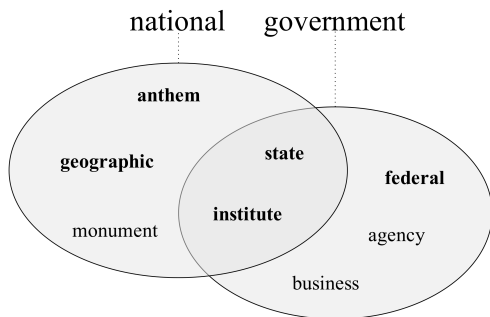 national government
anthem
geographic state
federal
institute
monument agency
business